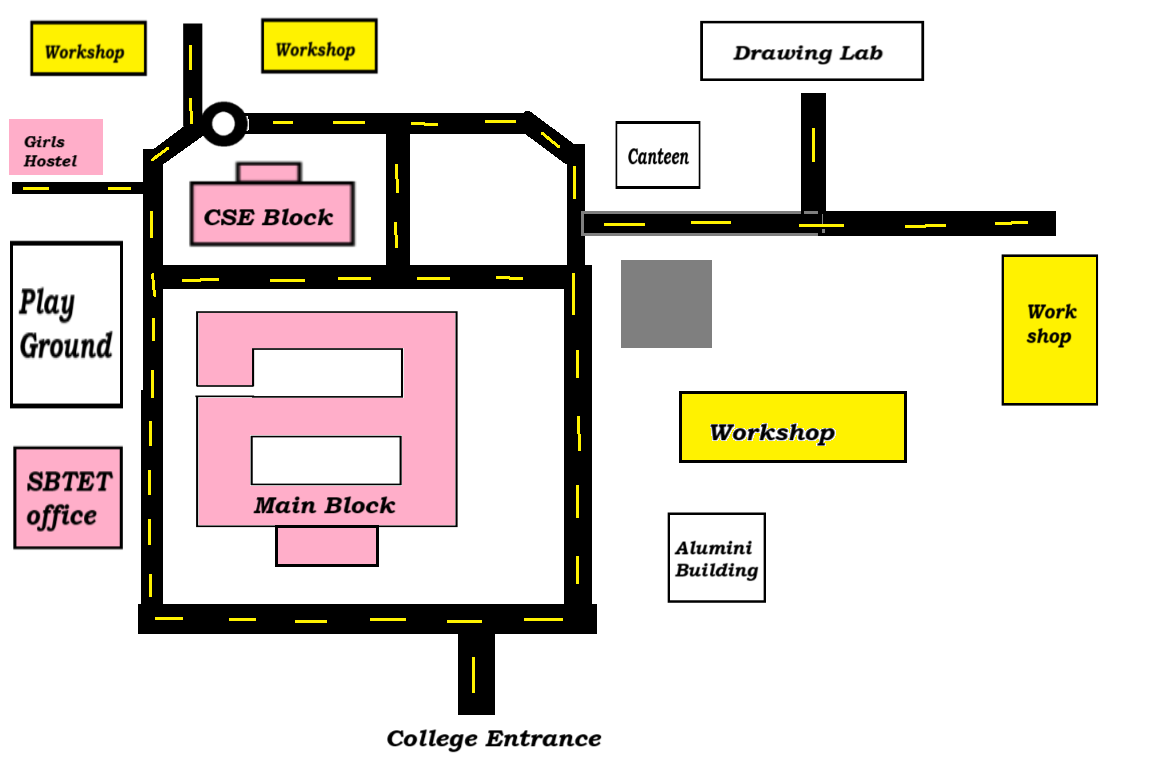 Workshop
Workshop
Drawing Lab
Girls
Hostel
Canteen
CSE Block
Play
Ground
Work
shop
Workshop
SBTET
office
Main Block
Alumini
Building
College Entrance